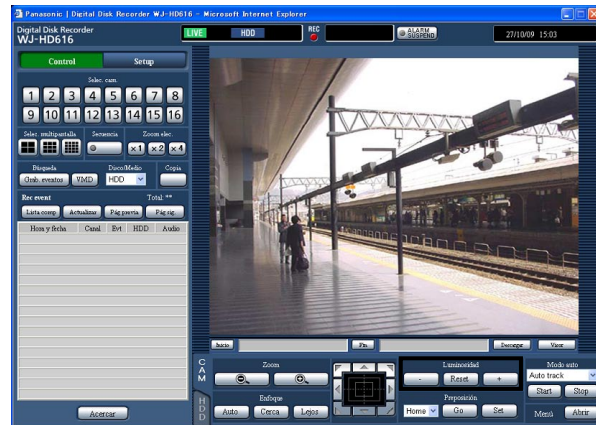 Panasonic | Digital Disk Recorder WJ-HD616 - Microsoft Internet Explorer
Digital Disk Recorder
WJ-HD616
LIVE HDD REC ALARM SUSPEND 27/10/09 15:03
Control Setup
Selec. cam.
1 2 3 4 5 6 7 8
9 10 11 12 13 14 15 16
Selec. multipantalla Secuencia Zoom elec.
x1 x2 x4
Búsqueda Disco/Medio Copia
Grab. eventos VMD HDD
Rec event Total: **
Lista comp Actualizar Pág previa Pág sig.
Hora y fecha Canal Evt HDD Audio
Acercar
Inicio Fin Descargar Visor
CAM
HDD
Zoom Luminosidad Modo auto
- Reset + Auto track
Start Stop
Enfoque Preposición
Auto Cerca Lejos Home Go Set Menú Abrir